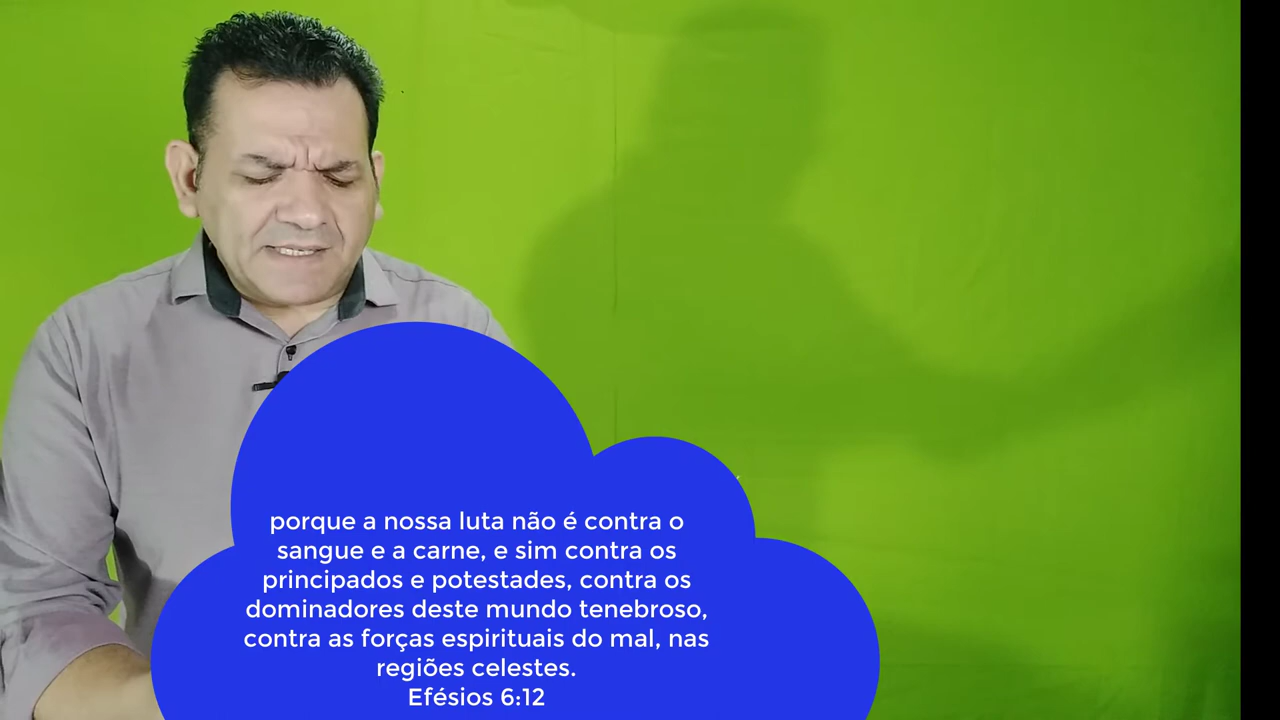 porque a nossa luta não é contra o
sangue e a carne, e sim contra os
principados e potestades, contra os
dominadores deste mundo tenebroso,
contra as forças espirituais do mal, nas
regiões celestes.
Efésios 6:12